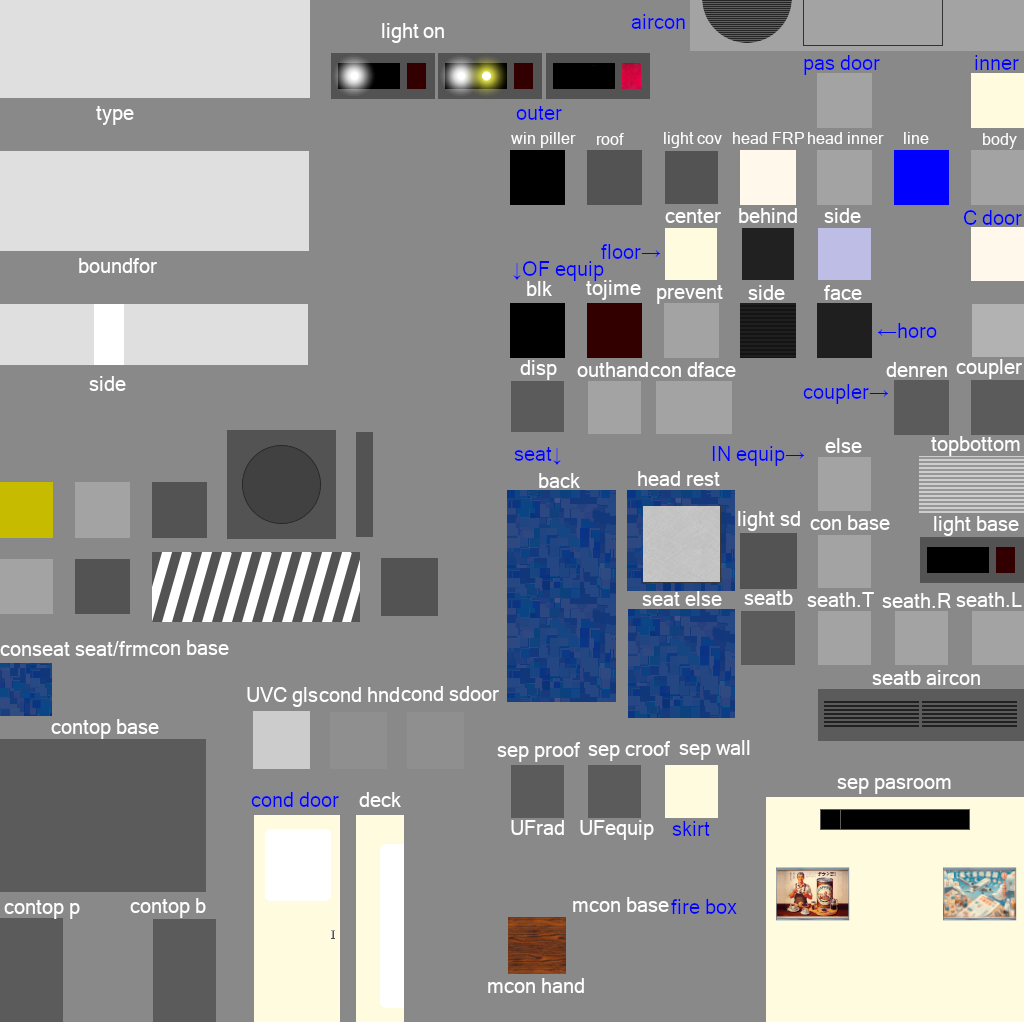 light on
aircon
pas door
inner
type
outer
win piller
roof
light cov
head FRP
head inner
line
body
center
behind
side
C door
floor→
boundfor
↓OF equip
blk
tojime
prevent
side
face
←horo
side
disp
outhand
con dface
denren
coupler
coupler→
seat↓
IN equip→
else
topbottom
back
head rest
light sd
con base
light base
seat else
seatb
seath.T
seath.R
seath.L
conseat seat/frm
con base
seatb aircon
UVC gls
cond hnd
cond sdoor
contop base
sep proof
sep croof
sep wall
sep pasroom
cond door
deck
UFrad
UFequip
skirt
contop p
contop b
mcon base
fire box
I
mcon hand